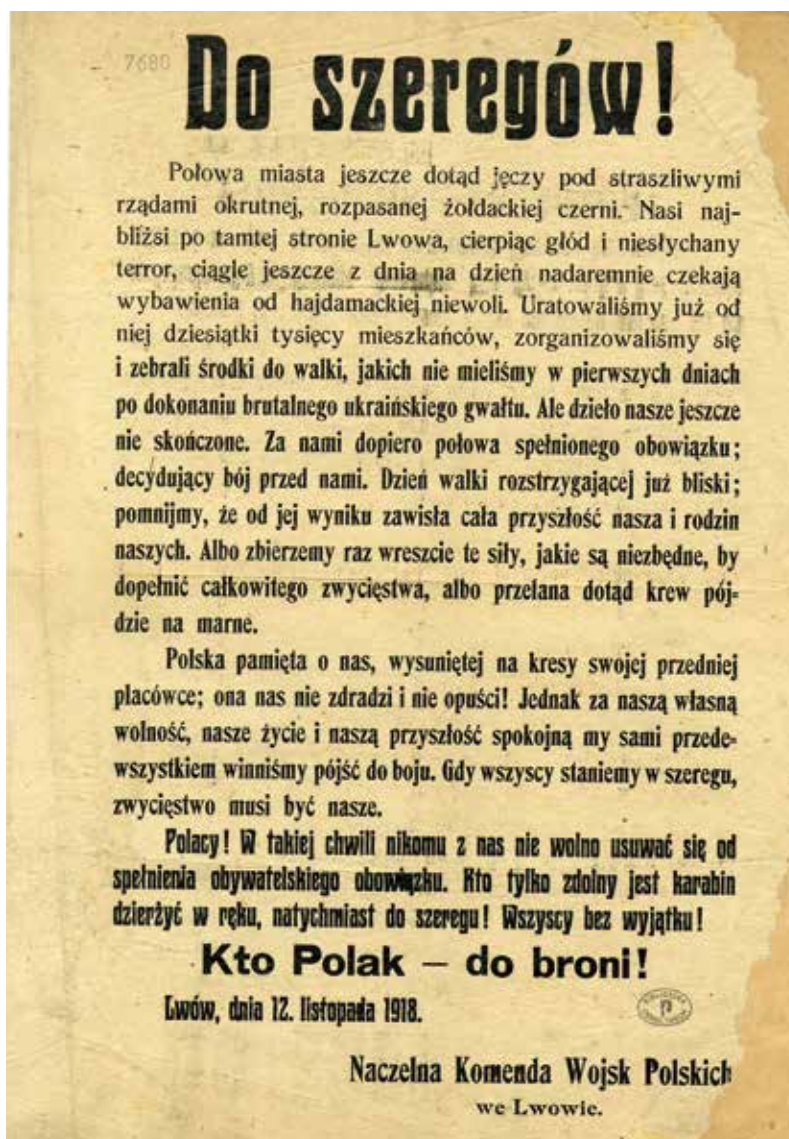 7680
Do szeregów!
Połowa miasta jeszcze dotąd jęczy pod straszliwymi
rządami okrutnej, rozpasanej żołdackiej czerni. Nasi naj-
bliżsi po tamtej stronie Lwowa, cierpiąc głód i niesłychany
terror, ciągle jeszcze z dnia na dzień nadaremnie czekają
wybawienia od hajdamackiej niewoli. Uratowaliśmy już od
niej dziesiątki tysięcy mieszkańców, zorganizowaliśmy się
i zebrali środki do walki, jakich nie mieliśmy w pierwszych dniach
po dokonaniu brutalnego ukraińskiego gwałtu. Ale dzieło nasze jeszcze
nie skończone. Za nami dopiero połowa spełnionego obowiązku;
decydujący bój przed nami. Dzień walki rozstrzygającej już bliski;
pomnijmy, że od jej wyniku zawisła cała przyszłość nasza i rodzin
naszych. Albo zbierzemy raz wreszcie te siły, jakie są niezbędne, by
dopełnić całkowitego zwycięstwa, albo przelana dotąd krew pój-
dzie na marne.
Polska pamięta o nas, wysuniętej na kresy swojej przedniej
placówce; ona nas nie zdradzi i nie opuści! Jednak za naszą własną
wolność, nasze życie i naszą przyszłość spokojną my sami przede-
wszystkiem winniśmy pójść do boju. Gdy wszyscy staniemy w szeregu,
zwycięstwo musi być nasze.
Polacy! W takiej chwili nikomu z nas nie wolno usuwać się od
spełnienia obywatelskiego obowiązku. Kto tylko zdolny jest karabin
dzierżyć w ręku, natychmiast do szeregu! Wszyscy bez wyjątku!
Kto Polak – do broni!
Lwów, dnia 12. listopada 1918.
Naczelna Komenda Wojsk Polskich
we Lwowie.